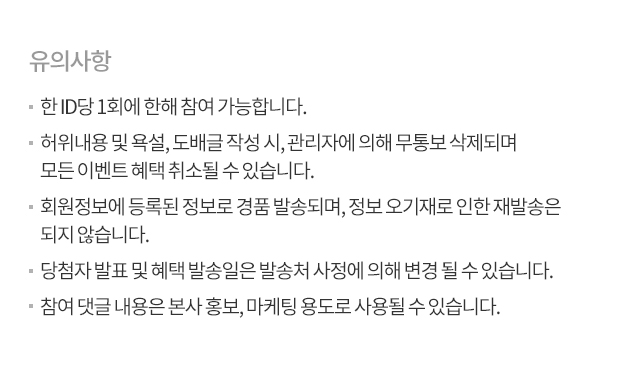 유의사항
한 ID당 1회에 한해 참여 가능합니다.
허위내용 및 욕설, 도배글 작성 시, 관리자에 의해 무통보 삭제되며
모든 이벤트 혜택 취소될 수 있습니다.
회원정보에 등록된 정보로 경품 발송되며, 정보 오기재로 인한 재발송은
되지 않습니다.
당첨자 발표 및 혜택 발송일은 발송처 사정에 의해 변경 될 수 있습니다.
참여 댓글 내용은 본사 홍보, 마케팅 용도로 사용될 수 있습니다.